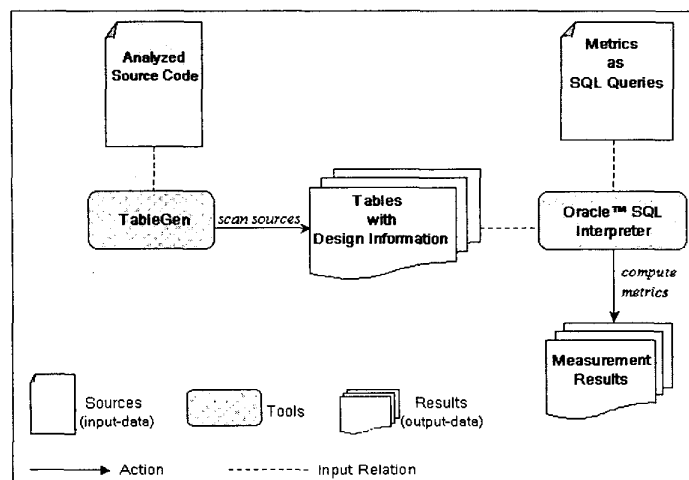 Analyzed
Source Code
Metrics
as
SQL Queries
TableGen
scan sources
Tables
with
Design Information
Oracle™ SQL
Interpreter
compute
metrics
Measurement
Results
Sources
(input-data)
Tools
Results
(output-data)
Action
Input Relation